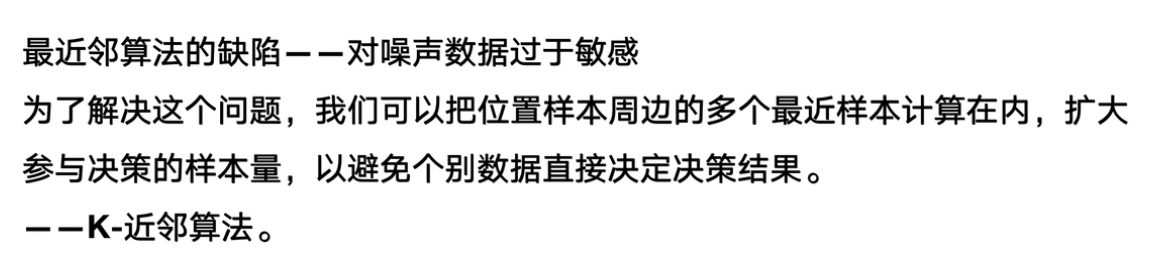 最近邻算法的缺陷——对噪声数据过于敏感
为了解决这个问题，我们可以把位置样本周边的多个最近样本计算在内，扩大
参与决策的样本量，以避免个别数据直接决定决策结果。
——K-近邻算法。